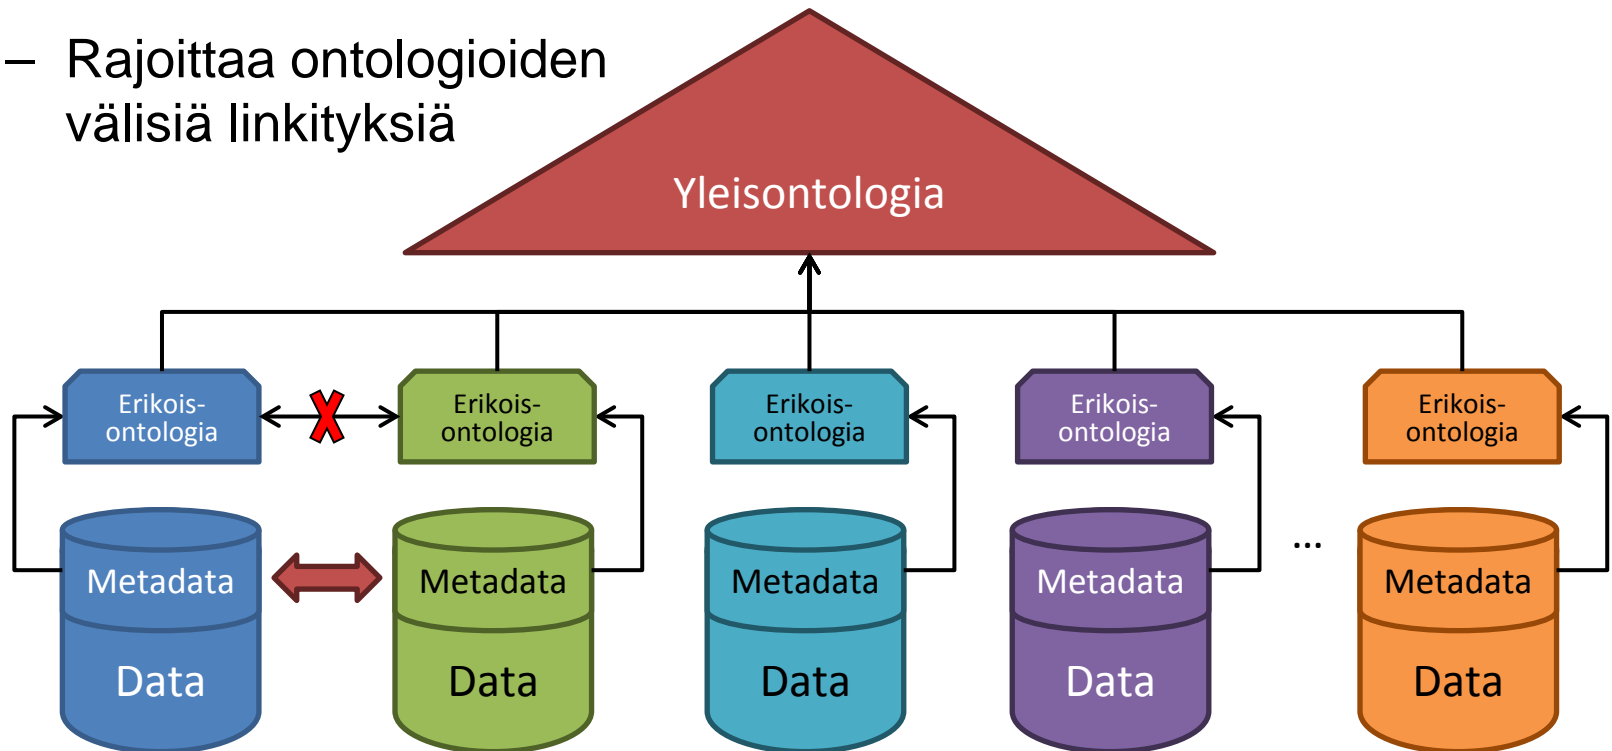 – Rajoittaa ontologioiden
välisiä linkityksiä
Yleisontologia
Erikois-
ontologia
Erikois-
ontologia
Erikois-
ontologia
Erikois-
ontologia
Erikois-
ontologia
Metadata
Metadata
Metadata
Metadata
...
Metadata
Data
Data
Data
Data
Data